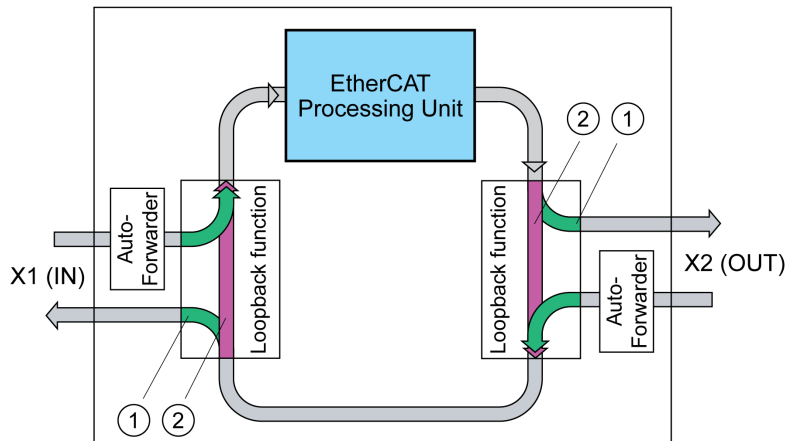 EtherCAT
Processing Unit
2
1
Auto-
Forwarder
Loopback function
Loopback function
X1 (IN)
X2 (OUT)
Auto-
Forwarder
1
2